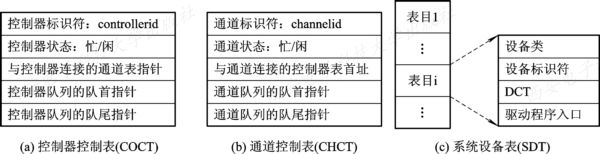 控制器标识符：controllerid
控制器状态：忙/闲
与控制器连接的通道表指针
控制器队列的队首指针
控制器队列的队尾指针
(a) 控制器控制表(COCT)
通道标识符：channelid
通道状态：忙/闲
与通道连接的控制器表首址
通道队列的队首指针
通道队列的队尾指针
(b) 通道控制表(CHCT)
表目1
⋮
表目i
⋮
设备类
设备标识符
DCT
驱动程序入口
(c) 系统设备表(SDT)